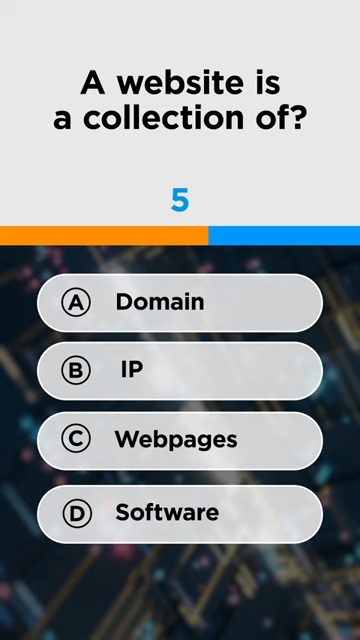 A website is
a collection of?
5
A Domain
B IP
C Webpages
D Software